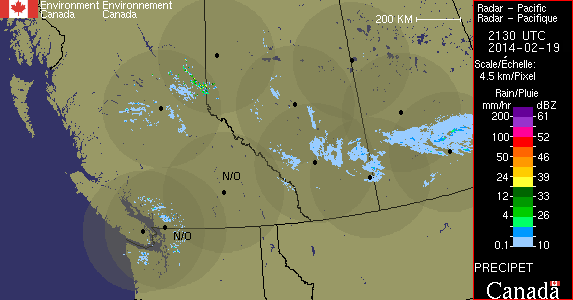 Environment Environnement
Canada Canada
200 KM
N/O
N/O
Radar - Pacific
Radar - Pacifique
2130 UTC
2014-02-19
Scale/Échelle:
4.5 km/Pixel
Rain/Pluie
mm/hr dBZ
200 61
52
100 50
50 46
24 39
12 33
4 26
0.1 10
PRECIPET
Canada